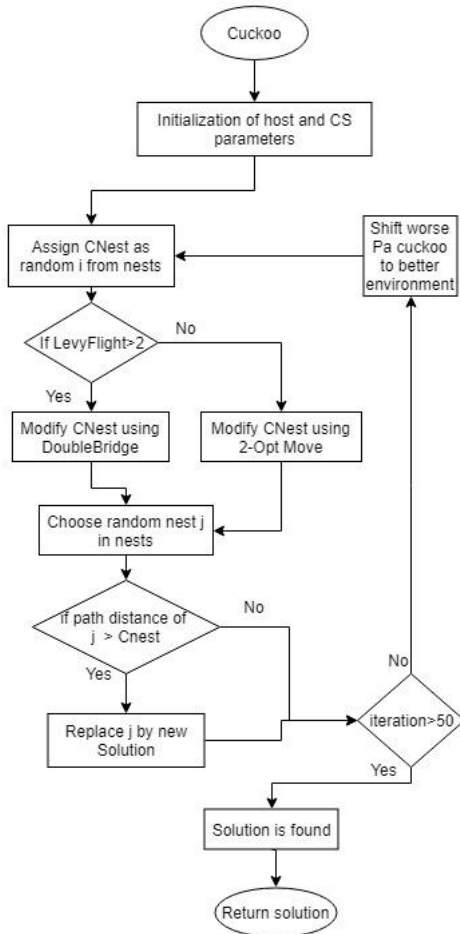 Cuckoo
Initialization of host and CS
parameters
Assign CNest as
random i from nests
Shift worse
Pa cuckoo
to better
environment
If LevyFlight>2
No
Yes
Modify CNest using
DoubleBridge
Modify CNest using
2-Opt Move
Choose random nest j
in nests
if path distance of
j > Cnest
No
Yes
Replace j by new
Solution
No
iteration>50
Yes
Solution is found
Return solution